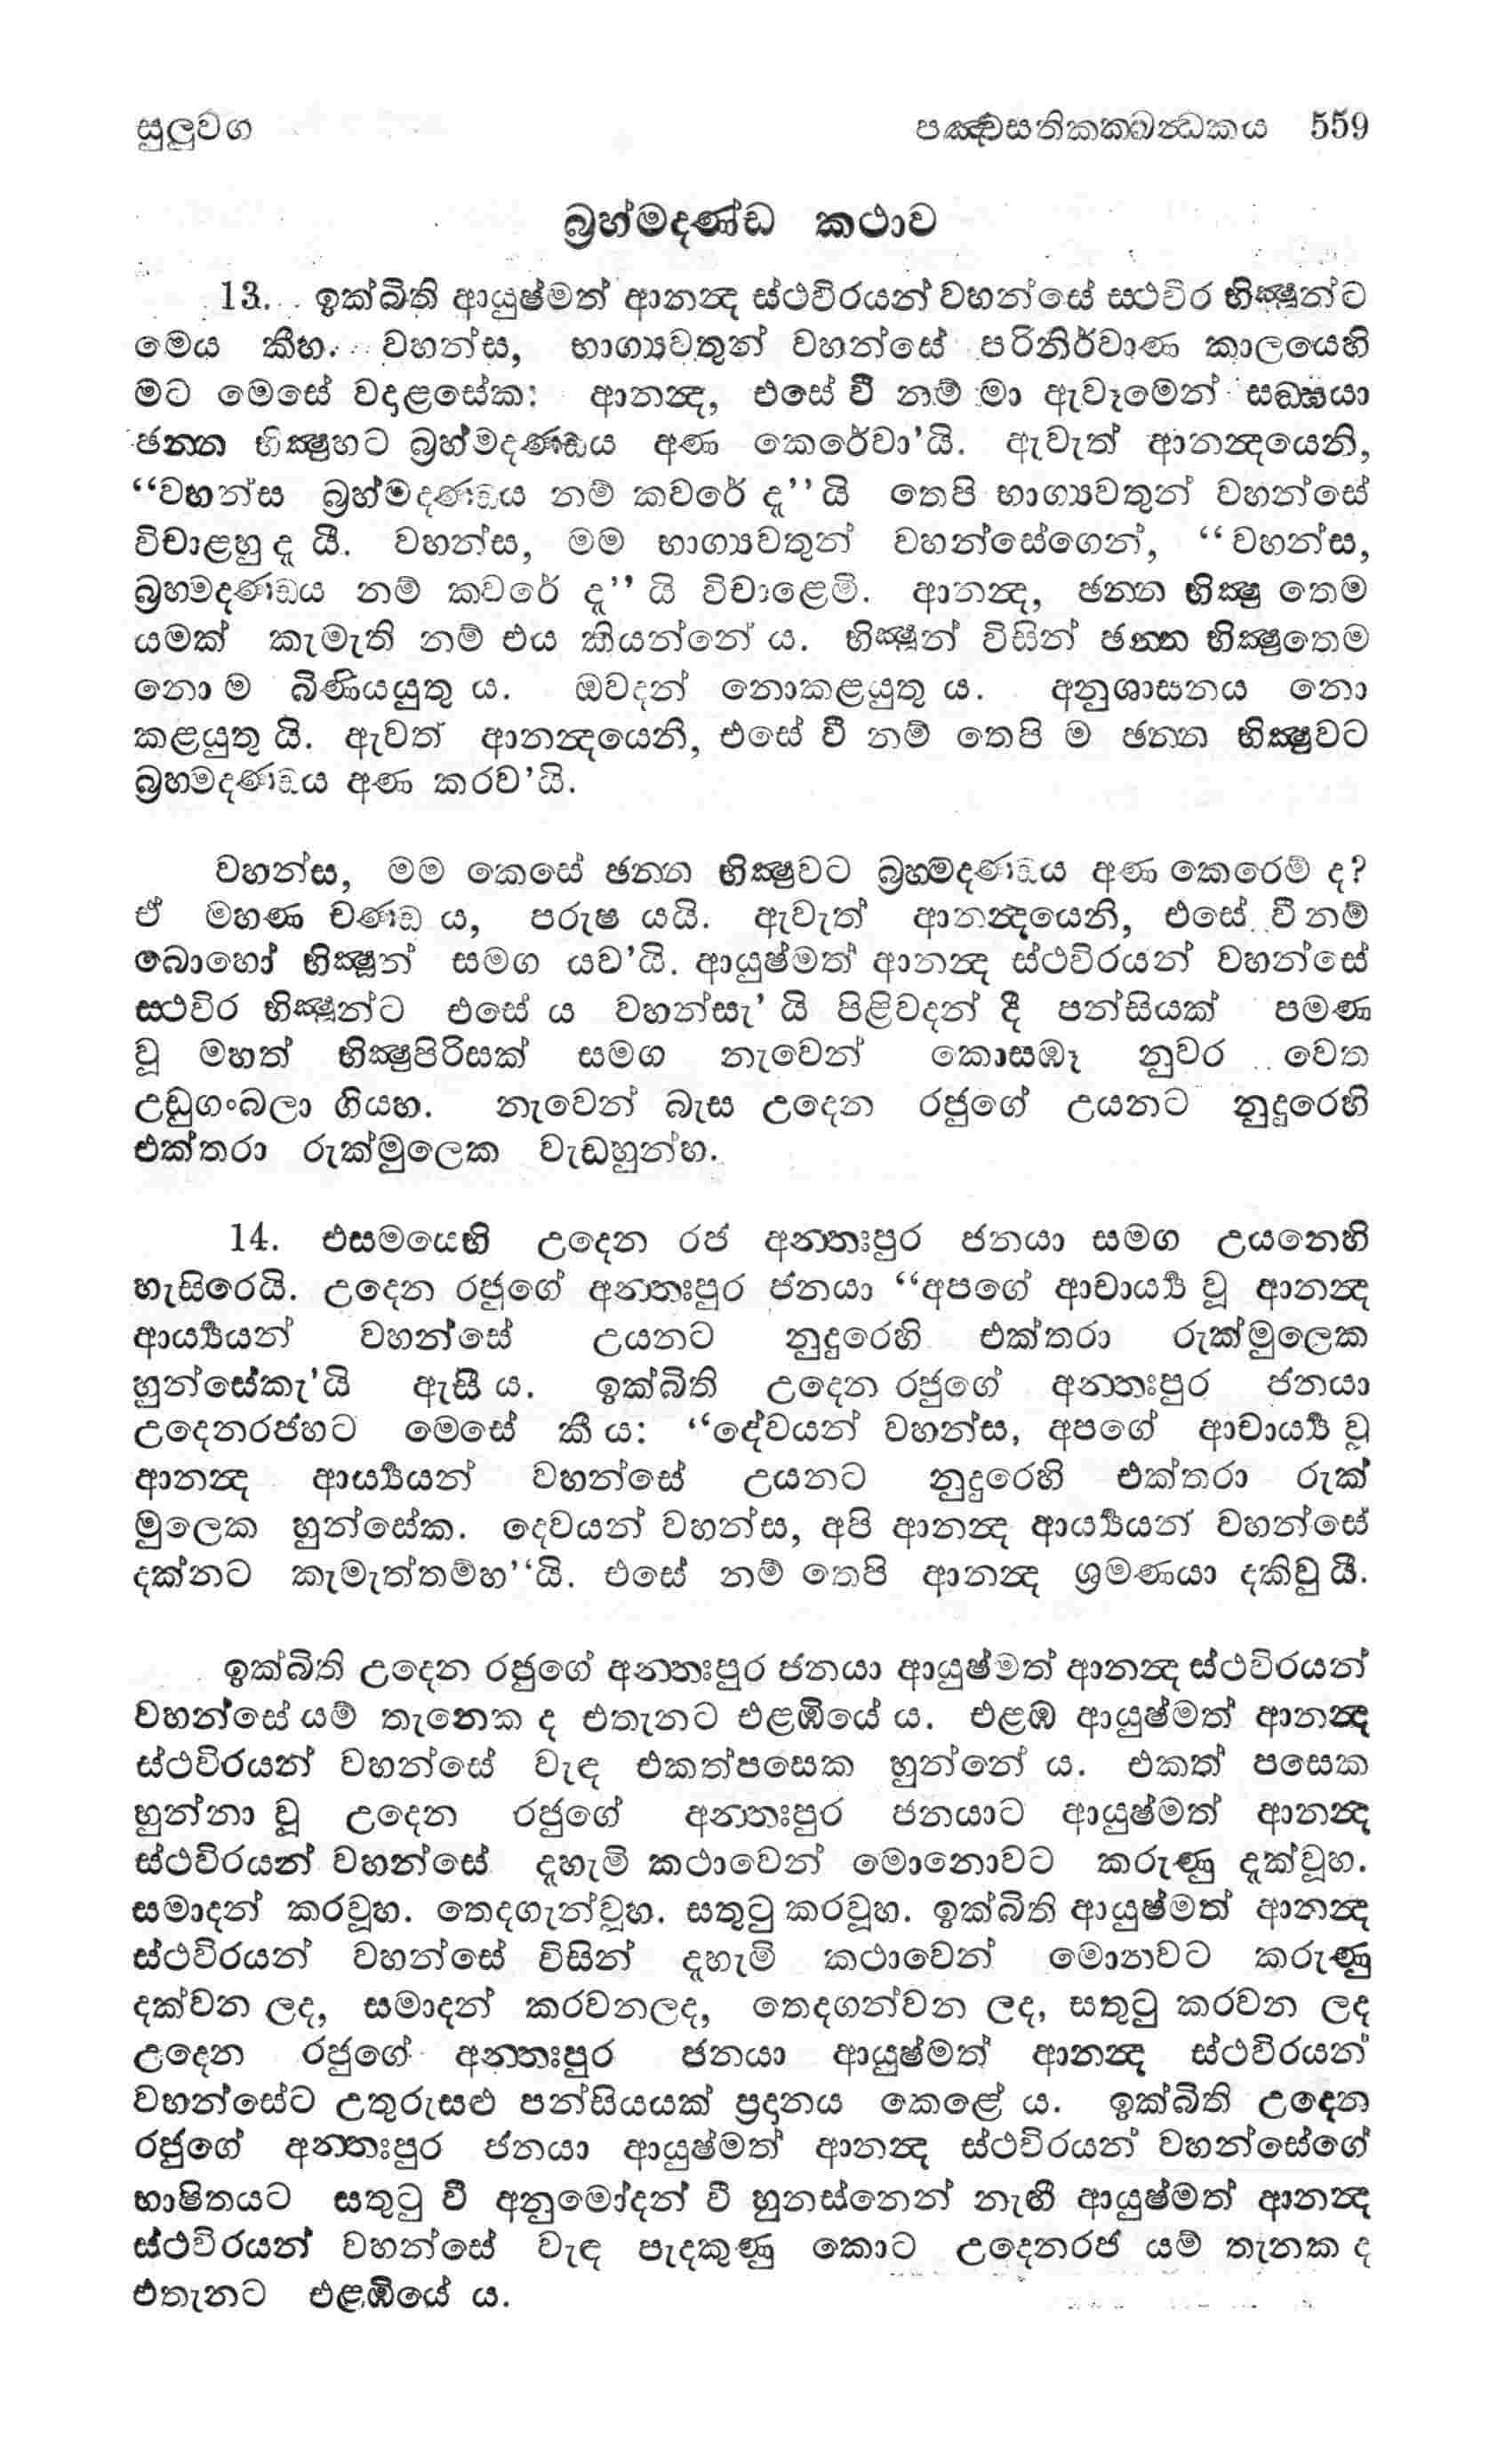 සුලුවග පඤ්චසතිකක්ඛන්ධකය 559
බ්‍රහ්මදණ්ඩ කථාව
13. ඉක්බිති ආයුෂ්මත් ආනන්‍ද ස්ථවිරයන් වහන්සේ ස්‍ථවිර භික්‍ෂූන්ට
මෙය කීහ. වහන්ස, භාග්‍යවතුන් වහන්සේ පරිනිර්වාණ කාලයෙහි
මට මෙසේ වදාළසේක: ආනන්‍ද, එසේ වී නම් මා ඇවෑමෙන් සඞ්ඝයා
ඡන්න භික්‍ෂුහට බ්‍රහ්මදණ්ඩය අණ කෙරේවා'යි. ඇවැත් ආනන්‍දයෙනි,
“වහන්ස බ්‍රහ්මදණ්ඩය නම් කවරේ දැ”යි තෙපි භාග්‍යවතුන් වහන්සේ
විචාළහු දැ යී. වහන්ස, මම භාග්‍යවතුන් වහන්සේගෙන්, “වහන්ස,
බ්‍රහ්මදණ්ඩය නම් කවරේ දැ” යි විචාළෙමි. ආනන්‍ද, ඡන්න භික්‍ෂු තෙම
යමක් කැමැති නම් එය කියන්නේ ය. භික්‍ෂූන් විසින් ඡන්න භික්‍ෂුතෙම
නො ම බිණියයුතු ය. ඔවදන් නොකළයුතු ය. අනුශාසනය නො
කළයුතු යි. ඇවත් ආනන්‍දයෙනි, එසේ වී නම් තෙපි ම ඡන්න භික්‍ෂුවට
බ්‍රහ්මදණ්ඩය අණ කරව'යි.
වහන්ස, මම කෙසේ ඡන්න භික්‍ෂුවට බ්‍රහ්මදණ්ඩය අණ කෙරෙම් ද?
ඒ මහණ චණ්ඩ ය, පරුෂ යයි. ඇවැත් ආනන්‍දයෙනි, එසේ වී නම්
බොහෝ භික්‍ෂූන් සමග යව'යි. ආයුෂ්මත් ආනන්‍ද ස්ථවිරයන් වහන්සේ
ස්‍ථවිර භික්‍ෂූන්ට එසේ ය වහන්සැ' යි පිළිවදන් දී පන්සියක් පමණ
වූ මහත් භික්‍ෂුපිරිසක් සමග නැවෙන් කොසඹෑ නුවර වෙත
උඩුගංබලා ගියහ. නැවෙන් බැස උදෙන රජුගේ උයනට නුදුරෙහි
එක්තරා රුක්මුලෙක වැඩහුන්හ.
14. එසමයෙහි උදෙන රජ අන්තඃපුර ජනයා සමග උයනෙහි
හැසිරෙයි. උදෙන රජුගේ අන්තඃපුර ජනයා “අපගේ ආචාර්‍ය්‍ය වූ ආනන්‍ද
ආර්‍ය්‍යයන් වහන්සේ උයනට නුදුරෙහි එක්තරා රුක්මුලෙක
හුන්සේකැ'යි ඇසී ය. ඉක්බිති උදෙන රජුගේ අන්තඃපුර ජනයා
උදෙනරජහට මෙසේ කී ය: “දේවයන් වහන්ස, අපගේ ආචාර්‍ය්‍ය වූ
ආනන්‍ද ආර්‍ය්‍යයන් වහන්සේ උයනට නුදුරෙහි එක්තරා රුක්
මුලෙක හුන්සේක. දෙවයන් වහන්ස, අපි ආනන්‍ද ආර්‍ය්‍යයන් වහන්සේ
දක්නට කැමැත්තම්හ“යි. එසේ නම් තෙපි ආනන්‍ද ශ්‍රමණයා දකිවු යී.
ඉක්බිති උදෙන රජුගේ අන්තඃපුර ජනයා ආයුෂ්මත් ආනන්‍ද ස්ථවිරයන්
වහන්සේ යම් තැනෙක ද එතැනට එළඹියේ ය. එළඹ ආයුෂ්මත් ආනන්‍ද
ස්ථවිරයන් වහන්සේ වැඳ එකත්පසෙක හුන්නේ ය. එකත් පසෙක
හුන්නා වූ උදෙන රජුගේ අන්තඃපුර ජනයාට ආයුෂ්මත් ආනන්‍ද
ස්ථවිරයන් වහන්සේ දැහැමි කථාවෙන් මොනොවට කරුණු දැක්වූහ.
සමාදන් කරවූහ. තෙදගැන්වූහ. සතුටු කරවූහ. ඉක්බිති ආයුෂ්මත් ආනන්‍ද
ස්ථවිරයන් වහන්සේ විසින් දැහැමි කථාවෙන් මොනවට කරුණු
දක්වන ලද, සමාදන් කරවනලද, තෙදගන්වන ලද, සතුටු කරවන ලද
උදෙන රජුගේ අන්තඃපුර ජනයා ආයුෂ්මත් ආනන්‍ද ස්ථවිරයන්
වහන්සේට උතුරුසළු පන්සියයක් ප්‍රදානය කෙළේ ය. ඉක්බිති උදෙන
රජුගේ අන්තඃපුර ජනයා ආයුෂ්මත් ආනන්‍ද ස්ථවිරයන් වහන්සේගේ
භාෂිතයට සතුටු වී අනුමෝදන් වී හුනස්නෙන් නැඟී ආයුෂ්මත් ආනන්‍ද
ස්ථවිරයන් වහන්සේ වැඳ පැදකුණු කොට උදෙනරජ යම් තැනක ද
එතැනට එළඹියේ ය.